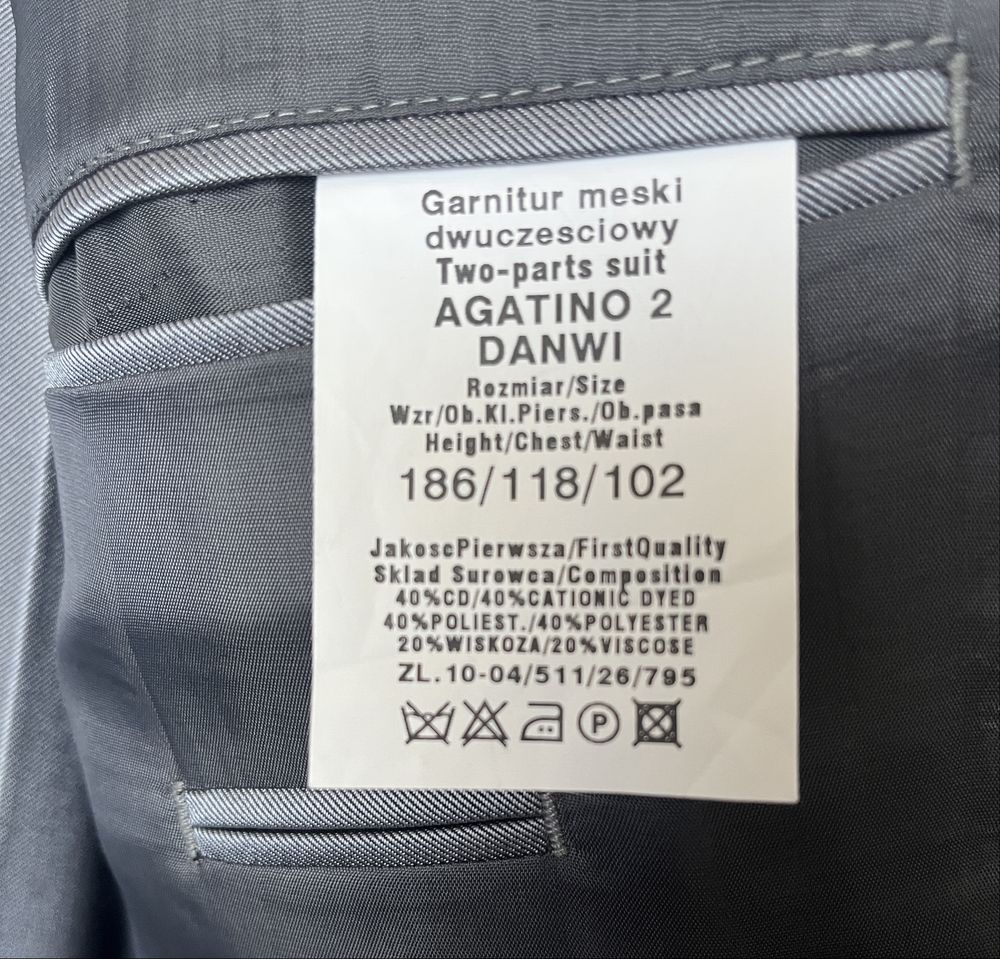 Garnitur meski
dwuczesciowy
Two-parts suit
AGATINO 2
DANWI
Rozmiar/Size
Wzr/Ob.Kl.Piers./Ob.pasa
Height/Chest/Waist
186/118/102
JakoscPierwsza/FirstQuality
Sklad Surowca/Composition
40%CD/40%CATIONIC DYED
40%POLIEST./40%POLYESTER
20%WISKOZA/20%VISCOSE
ZL.10-04/511/26/795
P